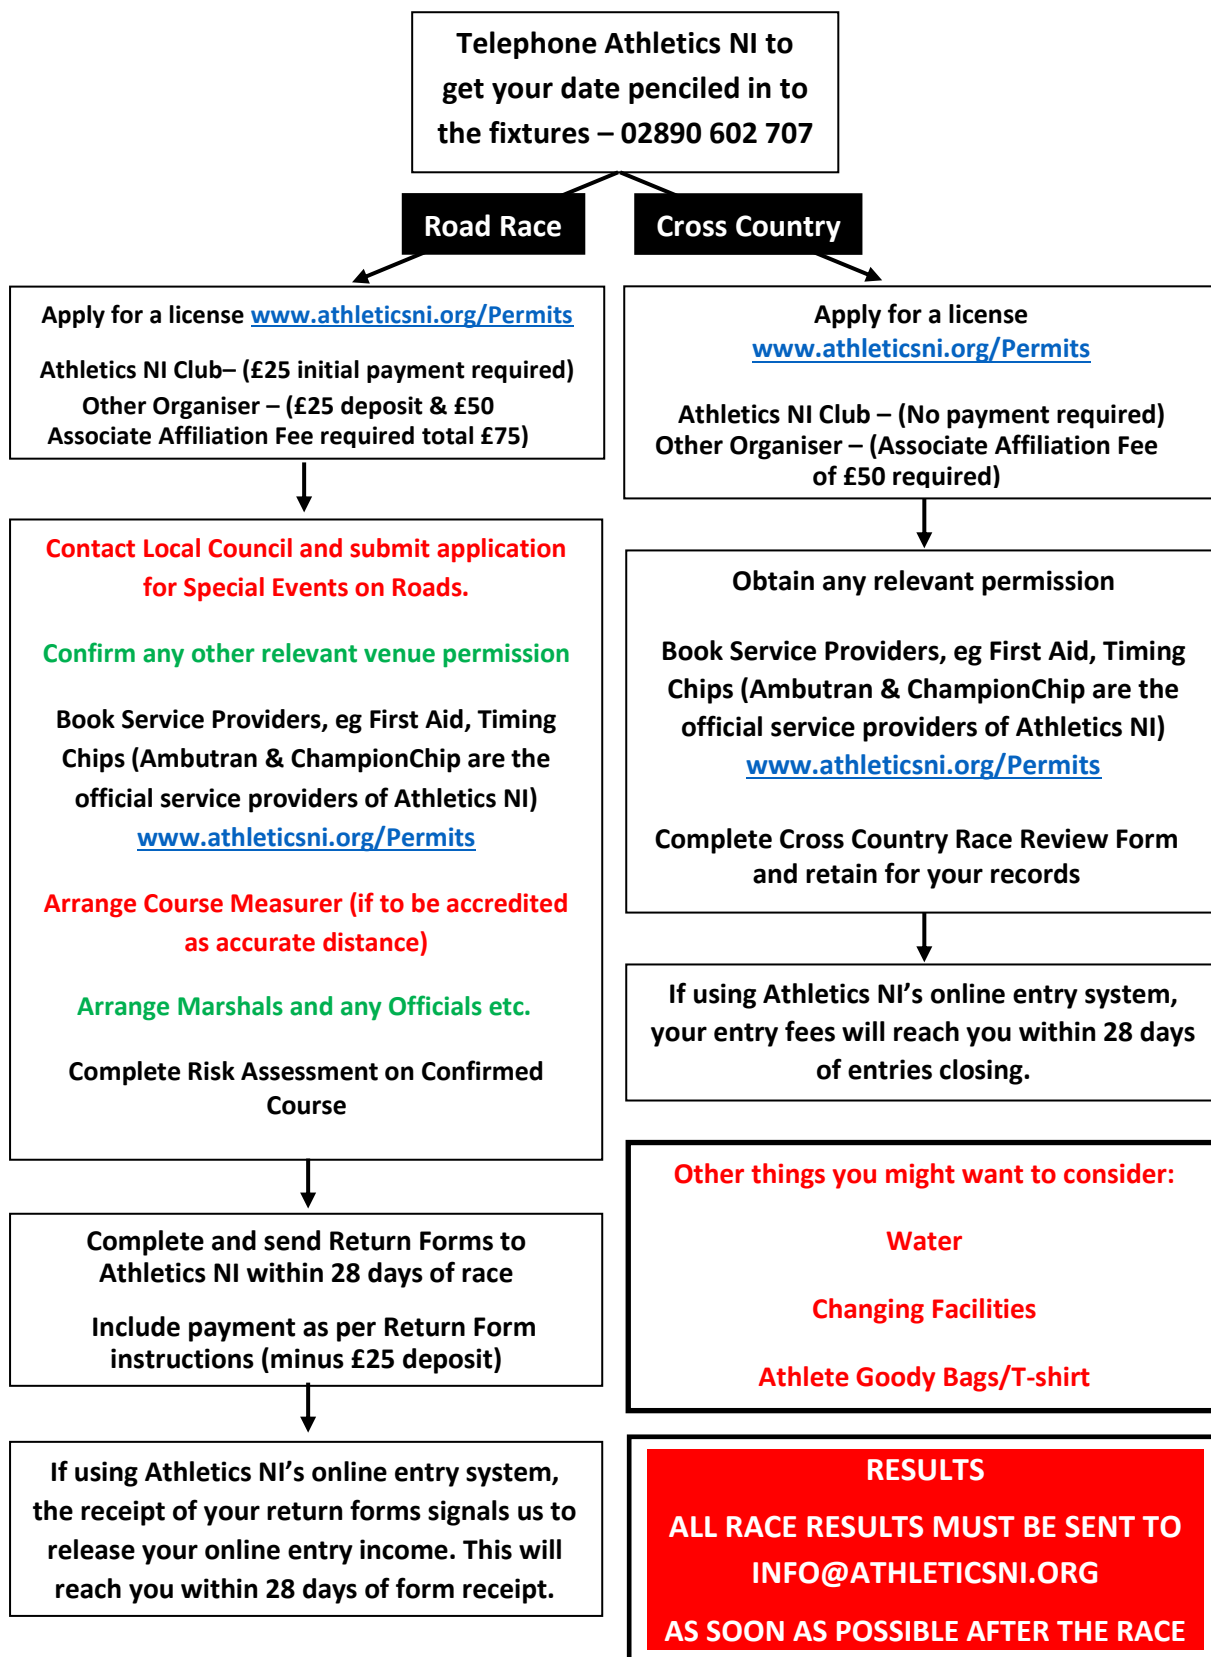 Telephone Athletics NI to
get your date penciled in to
the fixtures – 02890 602 707
Road Race
Cross Country
Apply for a license www.athleticsni.org/Permits
Athletics NI Club– (£25 initial payment required)
Other Organiser – (£25 deposit & £50
Associate Affiliation Fee required total £75)
Contact Local Council and submit application
for Special Events on Roads.
Confirm any other relevant venue permission
Book Service Providers, eg First Aid, Timing
Chips (Ambutran & ChampionChip are the
official service providers of Athletics NI)
www.athleticsni.org/Permits
Arrange Course Measurer (if to be accredited
as accurate distance)
Arrange Marshals and any Officials etc.
Complete Risk Assessment on Confirmed
Course
Complete and send Return Forms to
Athletics NI within 28 days of race
Include payment as per Return Form
instructions (minus £25 deposit)
If using Athletics NI’s online entry system,
the receipt of your return forms signals us to
release your online entry income. This will
reach you within 28 days of form receipt.
Apply for a license
www.athleticsni.org/Permits
Athletics NI Club – (No payment required)
Other Organiser – (Associate Affiliation Fee
of £50 required)
Obtain any relevant permission
Book Service Providers, eg First Aid, Timing
Chips (Ambutran & ChampionChip are the
official service providers of Athletics NI)
www.athleticsni.org/Permits
Complete Cross Country Race Review Form
and retain for your records
If using Athletics NI’s online entry system,
your entry fees will reach you within 28 days
of entries closing.
Other things you might want to consider:
Water
Changing Facilities
Athlete Goody Bags/T-shirt
RESULTS
ALL RACE RESULTS MUST BE SENT TO
INFO@ATHLETICSNI.ORG
AS SOON AS POSSIBLE AFTER THE RACE